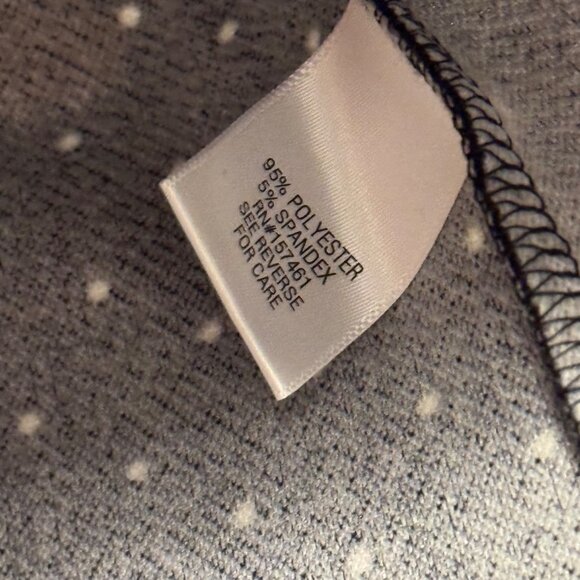 95% POLYESTER
5% SPANDEX
RN#157461
SEE REVERSE
FOR CARE